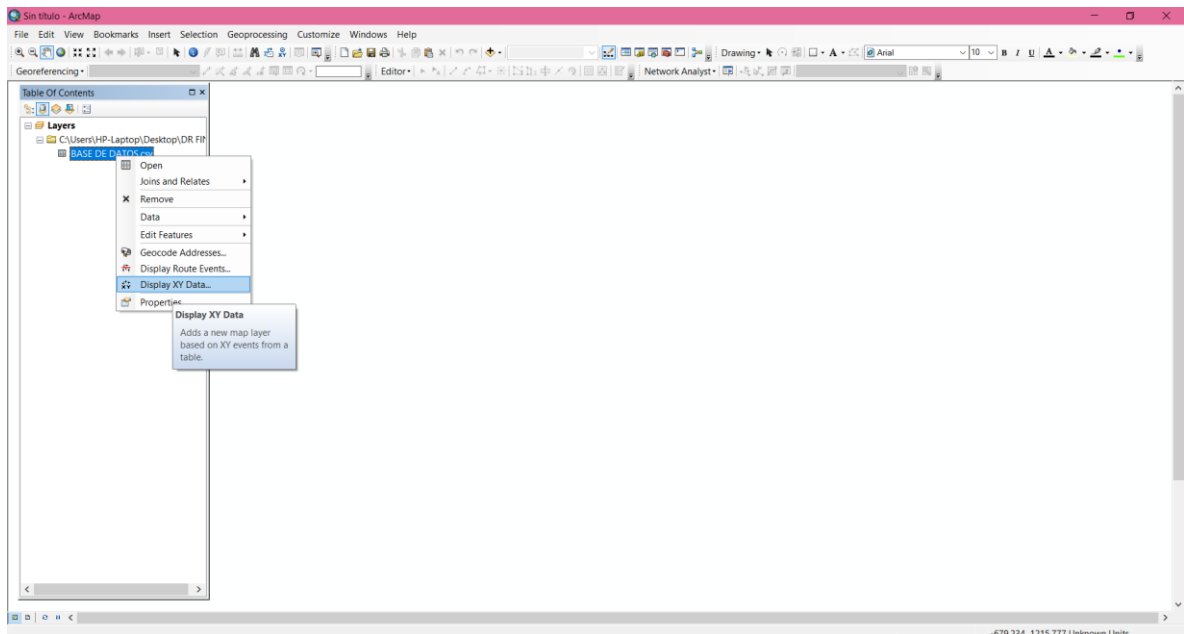 Sin título - ArcMap
File Edit View Bookmarks Insert Selection Geoprocessing Customize Windows Help
Drawing A Arial 10 B I U A
Georeferencing Editor Network Analyst
Table Of Contents
Layers
C:\Users\HP-Laptop\Desktop\DR FI
BASE DE DATOS.csv
Open
Joins and Relates
Remove
Data
Edit Features
Geocode Addresses...
Display Route Events...
Display XY Data...
Properties
Display XY Data
Adds a new map layer
based on XY events from a
table.
-679.234 1215.777 Unknown Units